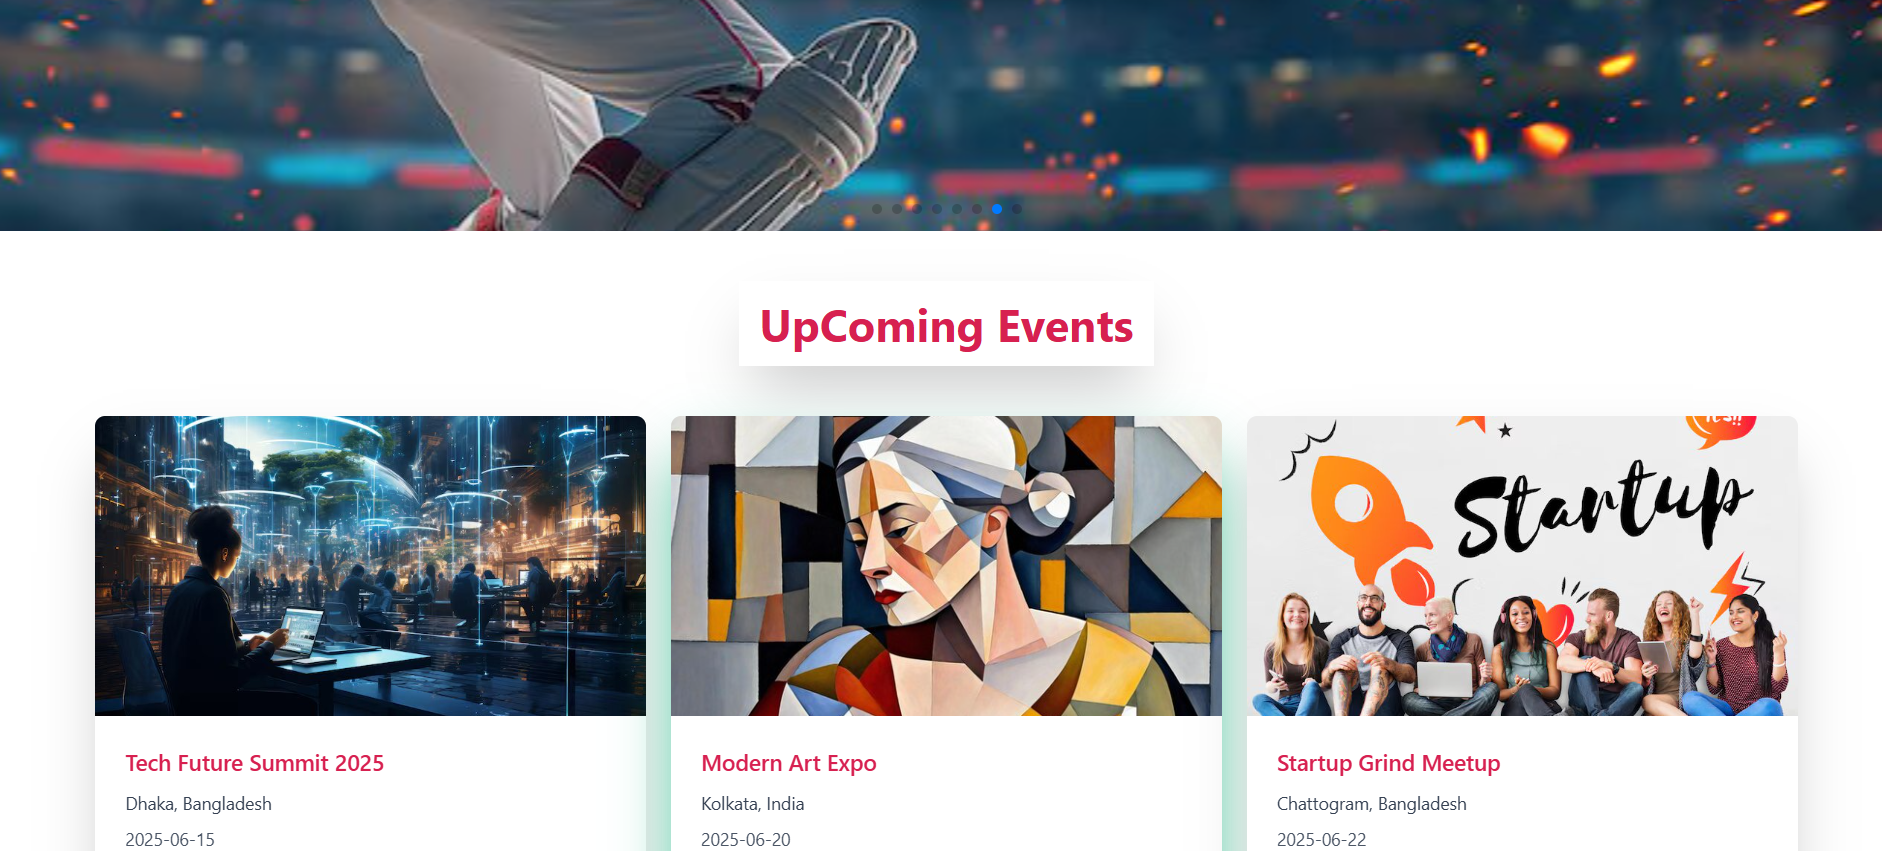 UpComing Events
Startup
Tech Future Summit 2025
Modern Art Expo
Startup Grind Meetup
Dhaka, Bangladesh
Kolkata, India
Chattogram, Bangladesh
2025-06-15
2025-06-20
2025-06-22